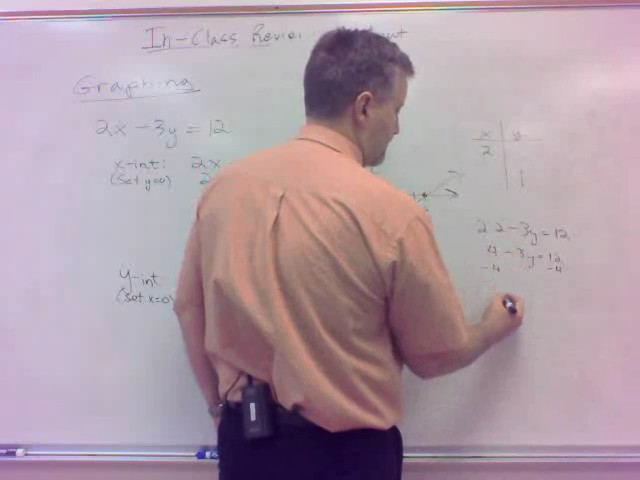 In-Class Review
Graphing
2x - 3y = 12
x-int: 2x
(Set y=0) 2
y-int
(Set x=0)
x y
2
1
2·2 - 3y = 12
4 - 3y = 12
-4 -4